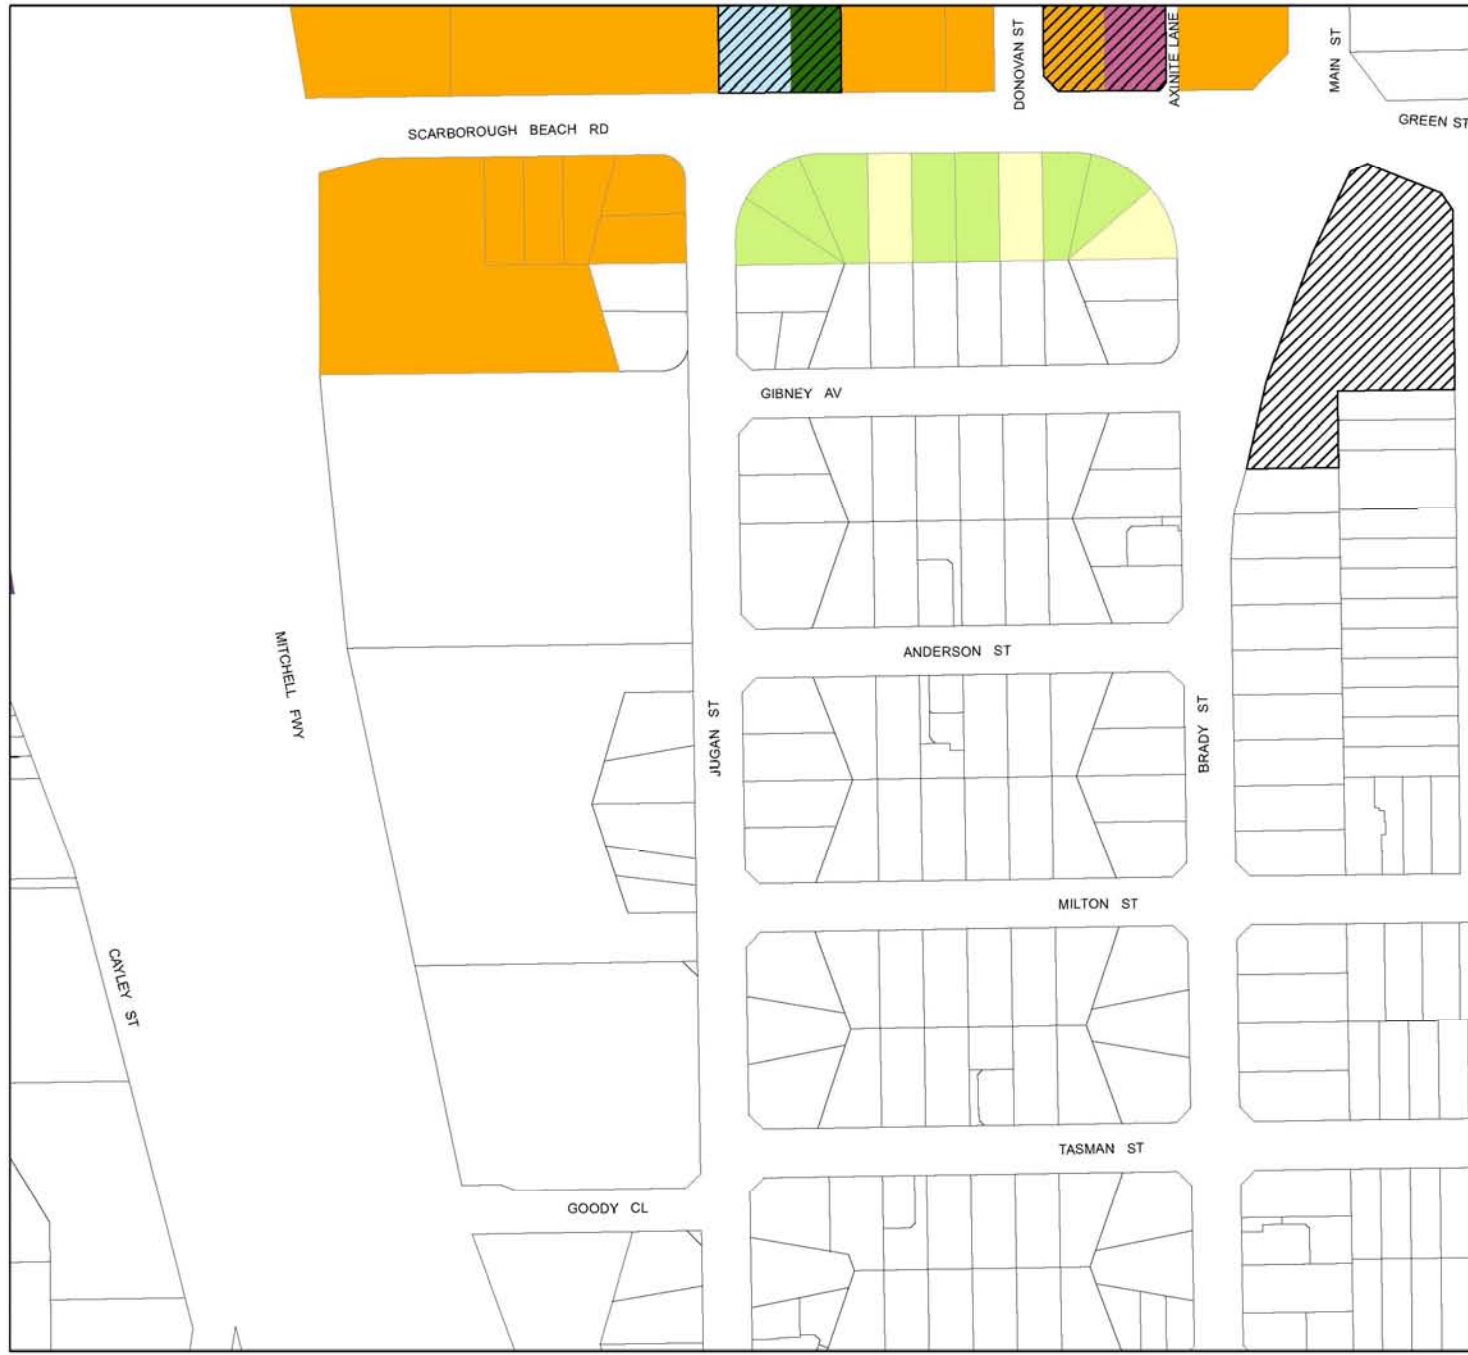 DONOVAN ST
AXINITE LANE
MAIN ST
GREEN ST
SCARBOROUGH BEACH RD
GIBNEY AV
ANDERSON ST
MITCHELL FWY
JUGAN ST
BRADY ST
MILTON ST
CAYLEY ST
TASMAN ST
GOODY CL